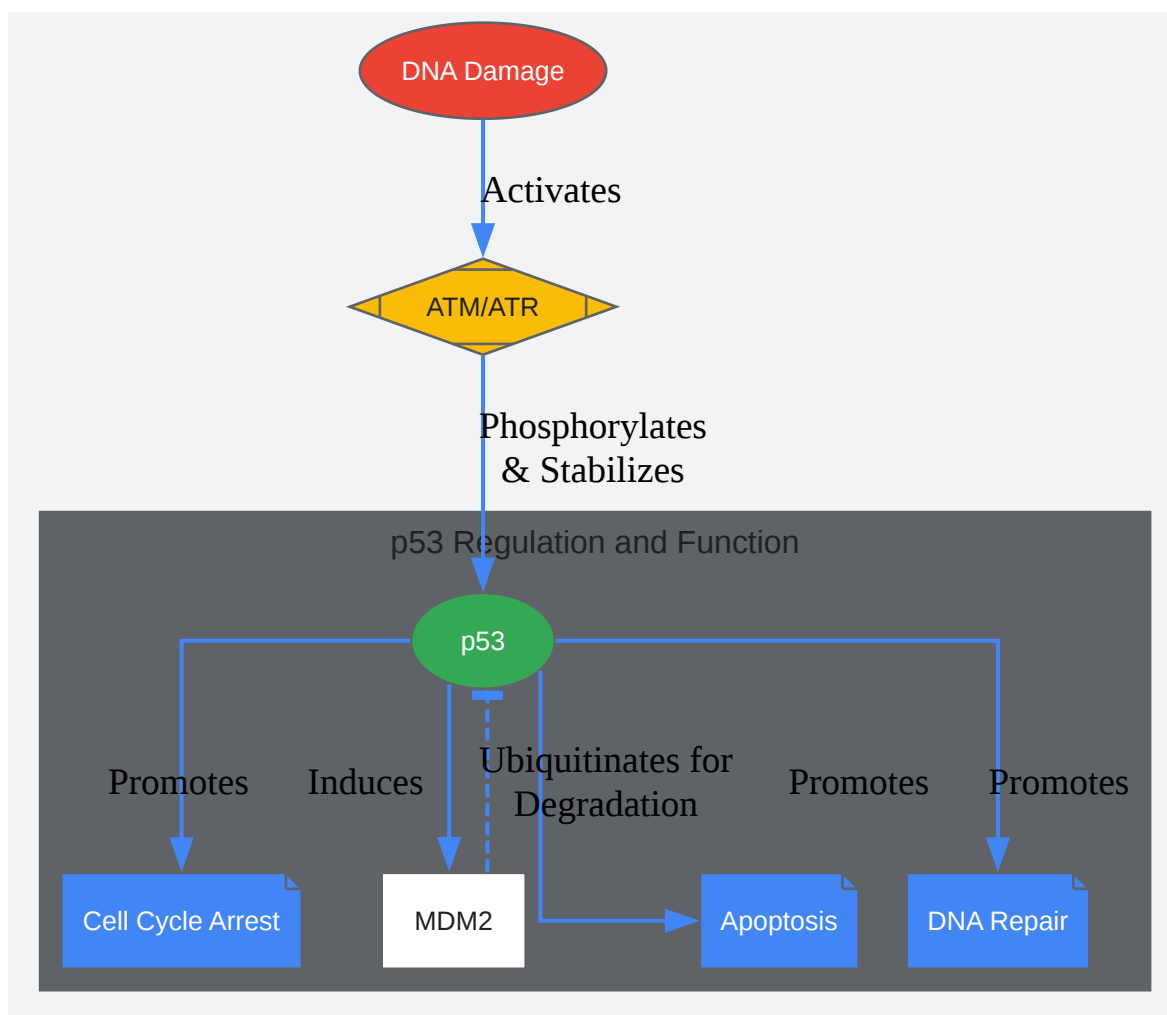 DNA Damage
Activates
ATM/ATR
Phosphorylates
& Stabilizes
p53 Regulation and Function
p53
Promotes
Induces
Ubiquitinates for
Degradation
Promotes
Promotes
Cell Cycle Arrest
MDM2
Apoptosis
DNA Repair